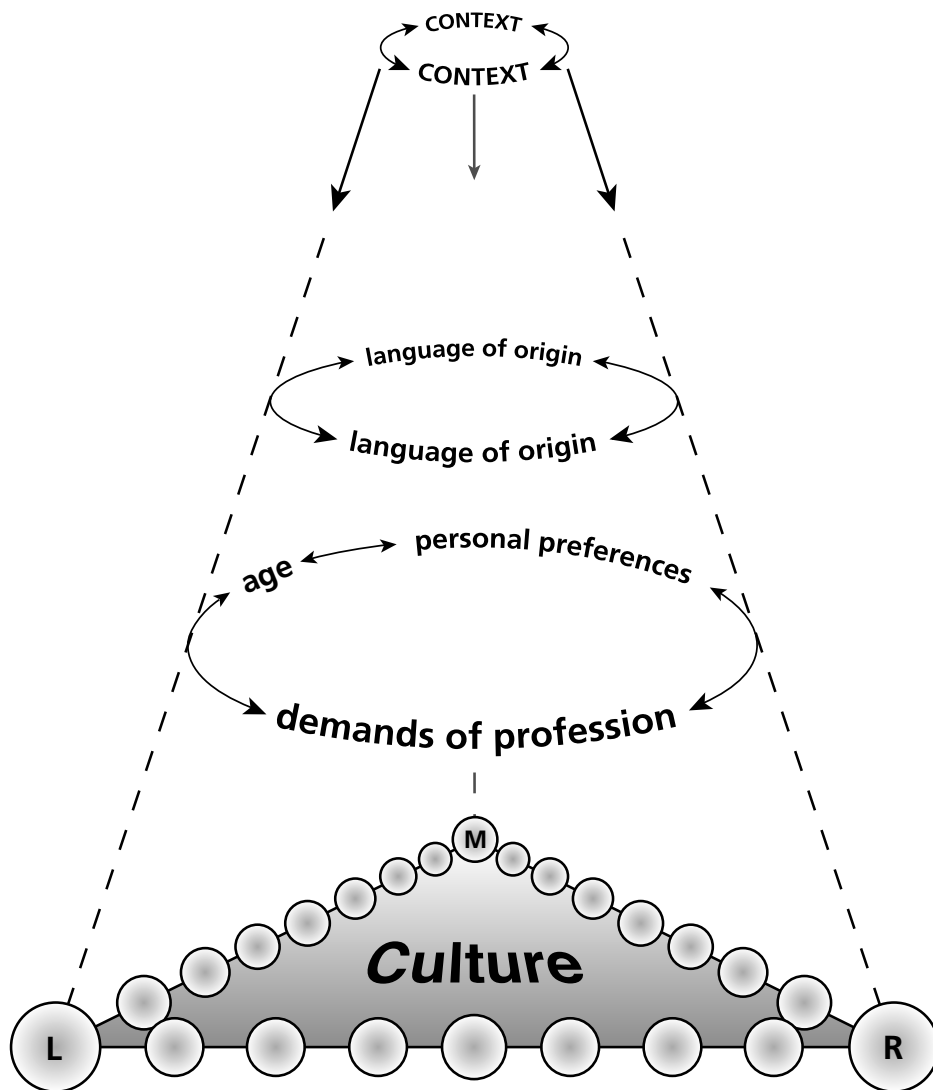 CONTEXT
CONTEXT
language of origin
language of origin
age
personal preferences
demands of profession
M
Culture
L
R